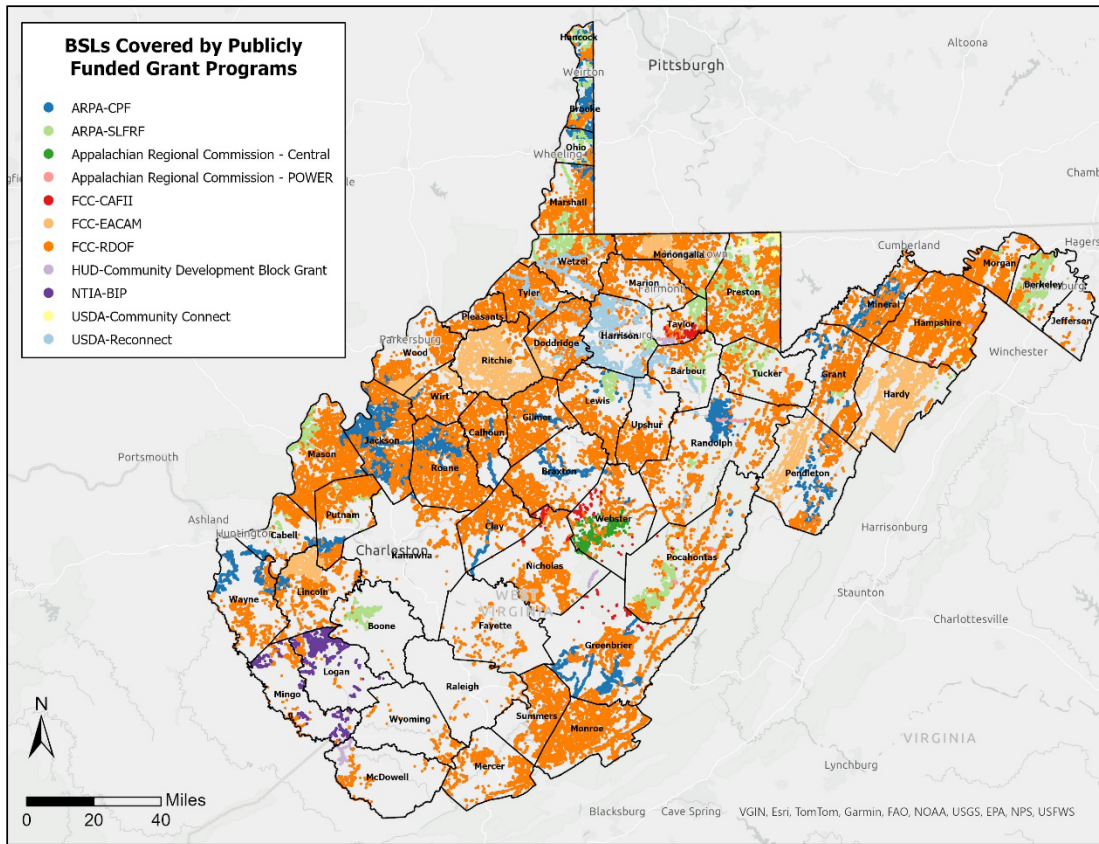 BSLs Covered by Publicly
Funded Grant Programs
ARPA-CPF
ARPA-SLFRF
Appalachian Regional Commission - Central
Appalachian Regional Commission - POWER
FCC-CAFII
FCC-EACAM
FCC-RDOF
HUD-Community Development Block Grant
NTIA-BIP
USDA-Community Connect
USDA-Reconnect
Hancock
Altoona
Pittsburgh
Weirton
Brooke
Ohio
Wheeling
Marshall
Cumberland
Hagers
Chamb
Wetzel
Monongalia
Morgan
Berkeley
Marion
Preston
Mineral
Tyler
Jefferson
Pleasants
Taylor
Hampshire
Harrison
Parkersburg
Doddridge
Winchester
Wood
Ritchie
Barbour
Tucker
Grant
Hardy
Wirt
Lewis
Gilmer
Calhoun
Upshur
Randolph
Jackson
Mason
Roane
Braxton
Pendleton
Portsmouth
Putnam
Webster
Clay
Ashland
Huntington
Cabell
Charleston
Kanawha
Harrisonburg
Pocahontas
Nicholas
Wayne
Lincoln
WEST
VIRGINIA
Staunton
Boone
Fayette
Charlottesville
Greenbrier
Logan
Mingo
Raleigh
Wyoming
Summers
Monroe
VIRGINIA
Mercer
McDowell
Lynchburg
N
Miles
0 20 40
Blacksburg
Cave Spring
VGIN, Esri, TomTom, Garmin, FAO, NOAA, USGS, EPA, NPS, USFWS